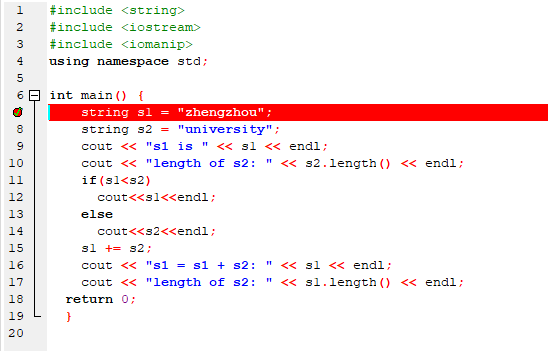 1 #include <string>
2 #include <iostream>
3 #include <iomanip>
4 using namespace std;
5
6 int main() {
string s1 = "zhengzhou";
8 string s2 = "university";
9 cout << "s1 is " << s1 << endl;
10 cout << "length of s2: " << s2.length() << endl;
11 if(s1<s2)
12 cout<<s1<<endl;
13 else
14 cout<<s2<<endl;
15 s1 += s2;
16 cout << "s1 = s1 + s2: " << s1 << endl;
17 cout << "length of s2: " << s1.length() << endl;
18 return 0;
19 }
20